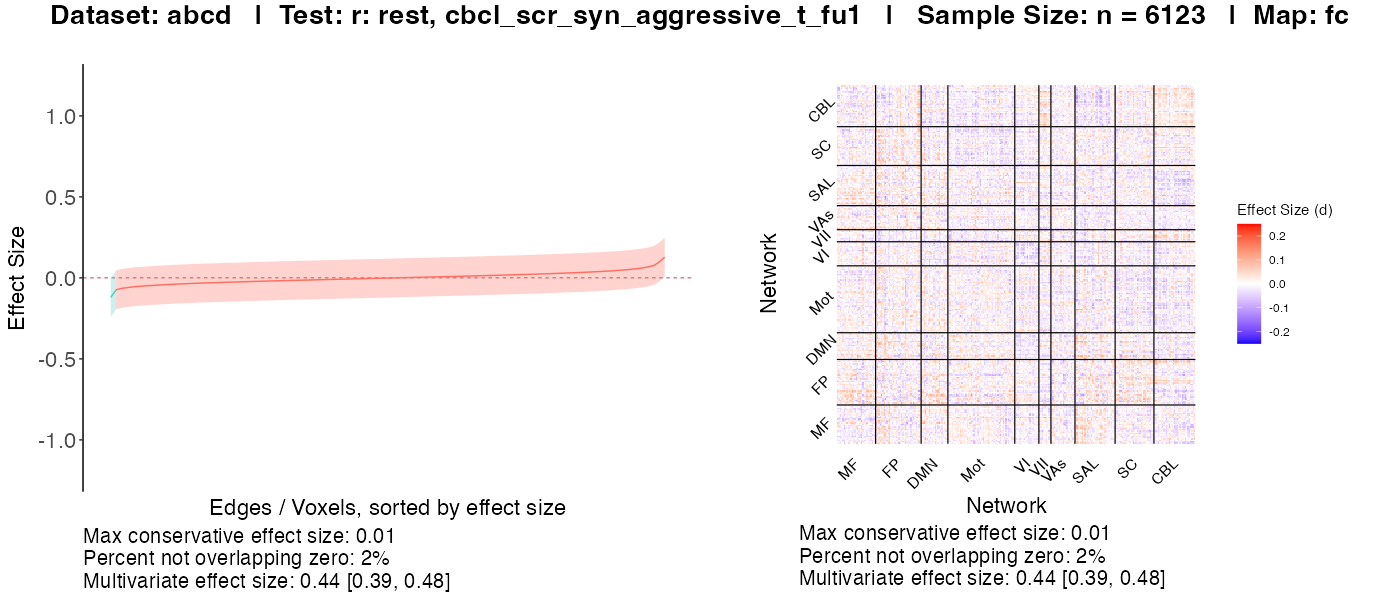 Dataset: abcd | Test: r: rest, cbcl_scr_syn_aggressive_t_fu1 | Sample Size: n = 6123 | Map: fc
Effect Size
1.0
0.5
0.0
-0.5
-1.0
Edges / Voxels, sorted by effect size
Max conservative effect size: 0.01
Percent not overlapping zero: 2%
Multivariate effect size: 0.44 [0.39, 0.48]
Network
CBL
SC
SAL
VAs
VII
VI
Mot
DMN
FP
MF
MF
FP
DMN
Mot
VI
VII
VAs
SAL
SC
CBL
Network
Max conservative effect size: 0.01
Percent not overlapping zero: 2%
Multivariate effect size: 0.44 [0.39, 0.48]
Effect Size (d)
0.2
0.1
0.0
-0.1
-0.2